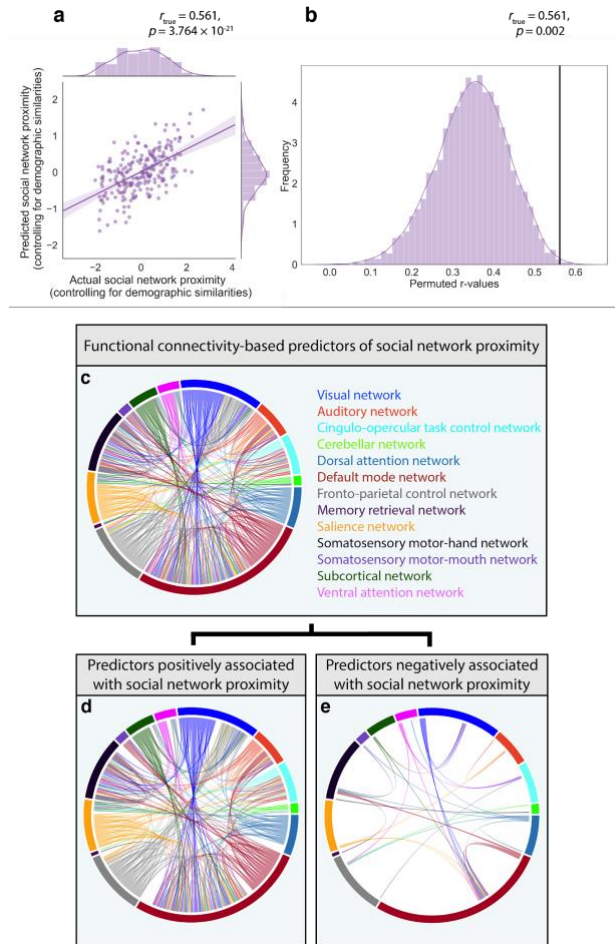 a
r_true = 0.561,
p = 3.764 × 10⁻²¹
b
r_true = 0.561,
p = 0.002
Predicted social network proximity
(controlling for demographic similarities)
2
1
0
−1
−2
−2 0 2 4
Actual social network proximity
(controlling for demographic similarities)
Frequency
4
3
2
1
0
0.0 0.1 0.2 0.3 0.4 0.5 0.6
Permuted r-values
Functional connectivity-based predictors of social network proximity
c
Visual network
Auditory network
Cingulo-opercular task control network
Cerebellar network
Dorsal attention network
Default mode network
Fronto-parietal control network
Memory retrieval network
Salience network
Somatosensory motor-hand network
Somatosensory motor-mouth network
Subcortical network
Ventral attention network
Predictors positively associated
with social network proximity
d
Predictors negatively associated
with social network proximity
e